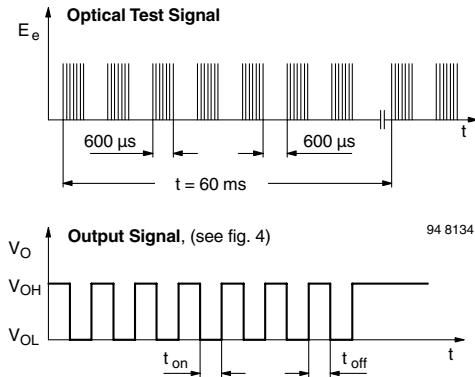 Optical Test Signal
E e
t
600 µs
600 µs
t = 60 ms
94 8134
Output Signal, (see fig. 4)
V O
V OH
V OL
t on
t off
t